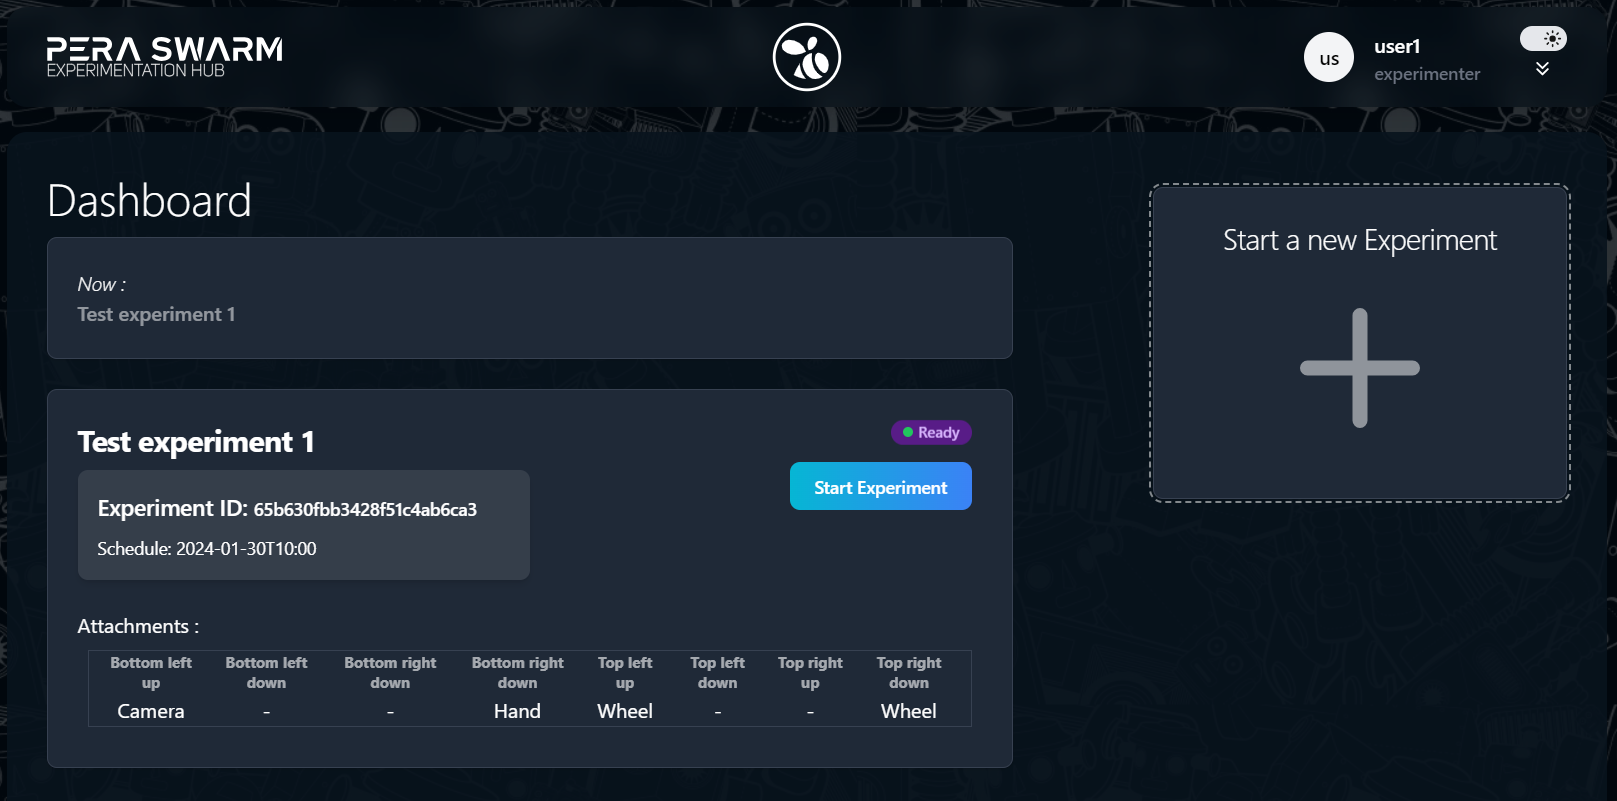 PERA SWARM
EXPERIMENTATION HUB
us
user1
experimenter
Dashboard
Now :
Test experiment 1
Start a new Experiment
Test experiment 1
Ready
Start Experiment
Experiment ID: 65b630fbb3428f51c4ab6ca3
Schedule: 2024-01-30T10:00
Attachments :
Bottom left up Bottom left down Bottom right down Bottom right down Top left up Top left down Top right up Top right down
Camera - - Hand Wheel - - Wheel